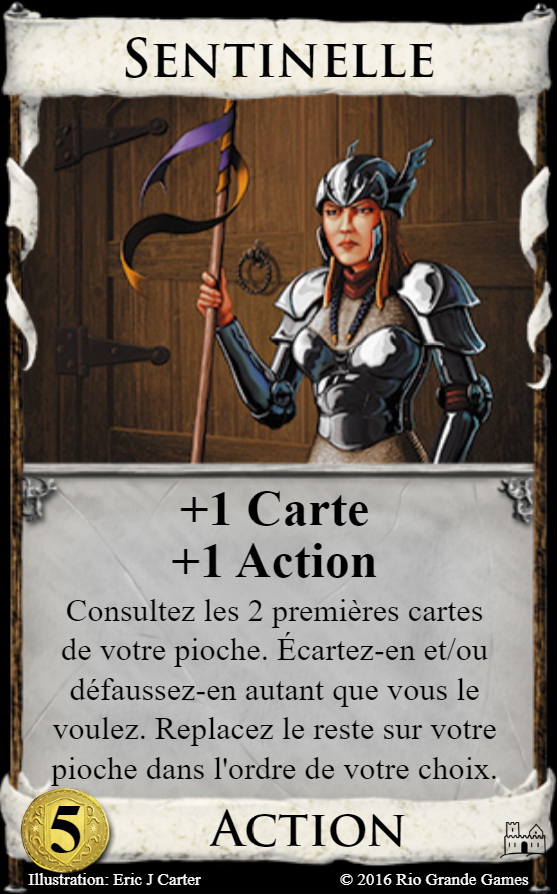 SENTINELLE
+1 Carte
+1 Action
Consultez les 2 premières cartes
de votre pioche. Écartez-en et/ou
défaussez-en autant que vous le
voulez. Replacez le reste sur votre
pioche dans l'ordre de votre choix.
5
ACTION
Illustration: Eric J Carter
© 2016 Rio Grande Games